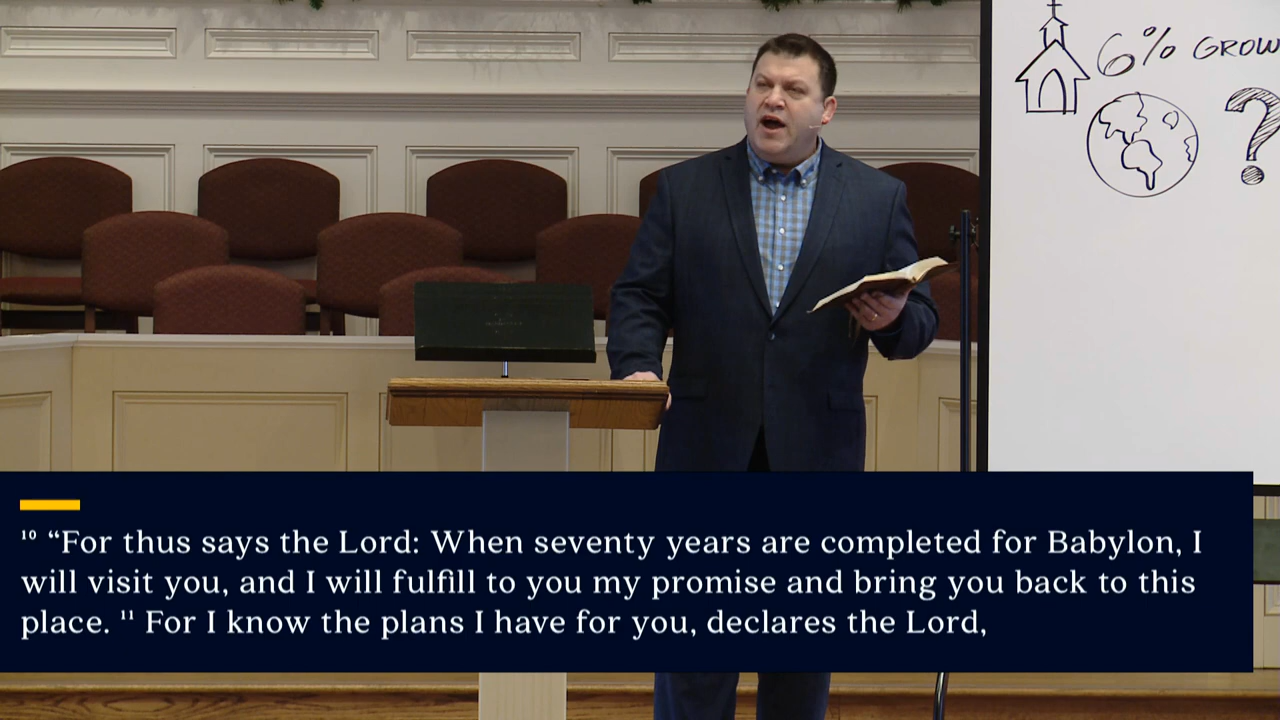 6% GROW
?
¹⁰ “For thus says the Lord: When seventy years are completed for Babylon, I
will visit you, and I will fulfill to you my promise and bring you back to this
place. ¹¹ For I know the plans I have for you, declares the Lord,